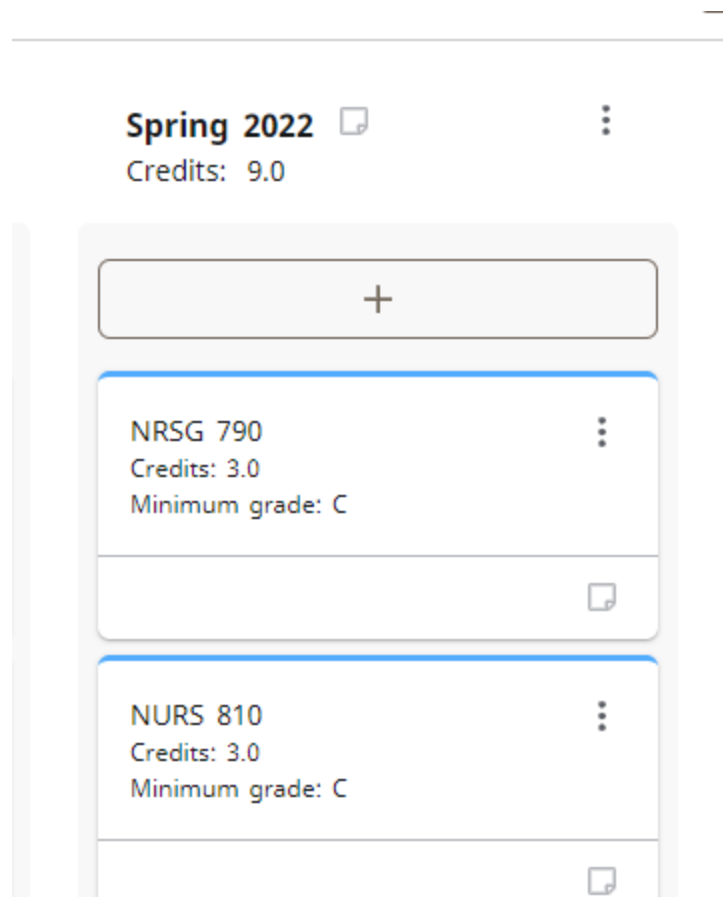 Spring 2022
Credits: 9.0
+
NRSG 790
Credits: 3.0
Minimum grade: C
NURS 810
Credits: 3.0
Minimum grade: C